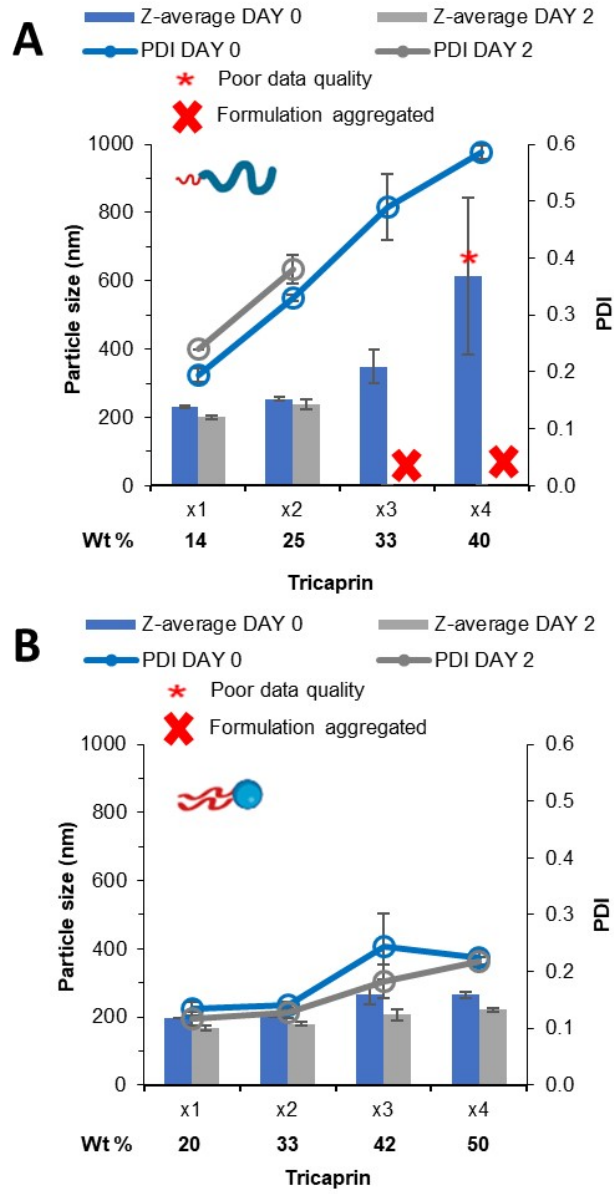 A
Z-average DAY 0 Z-average DAY 2
PDI DAY 0 PDI DAY 2
* Poor data quality
Formulation aggregated
1000 0.6
800 0.5
600 0.4
400 0.3
200 0.2
0 0.1
0.0
Particle size (nm)
PDI
*
x1 x2 x3 x4
Wt % 14 25 33 40
Tricaprin
B
Z-average DAY 0 Z-average DAY 2
PDI DAY 0 PDI DAY 2
* Poor data quality
Formulation aggregated
1000 0.6
800 0.5
600 0.4
400 0.3
200 0.2
0 0.1
0.0
Particle size (nm)
PDI
x1 x2 x3 x4
Wt % 20 33 42 50
Tricaprin